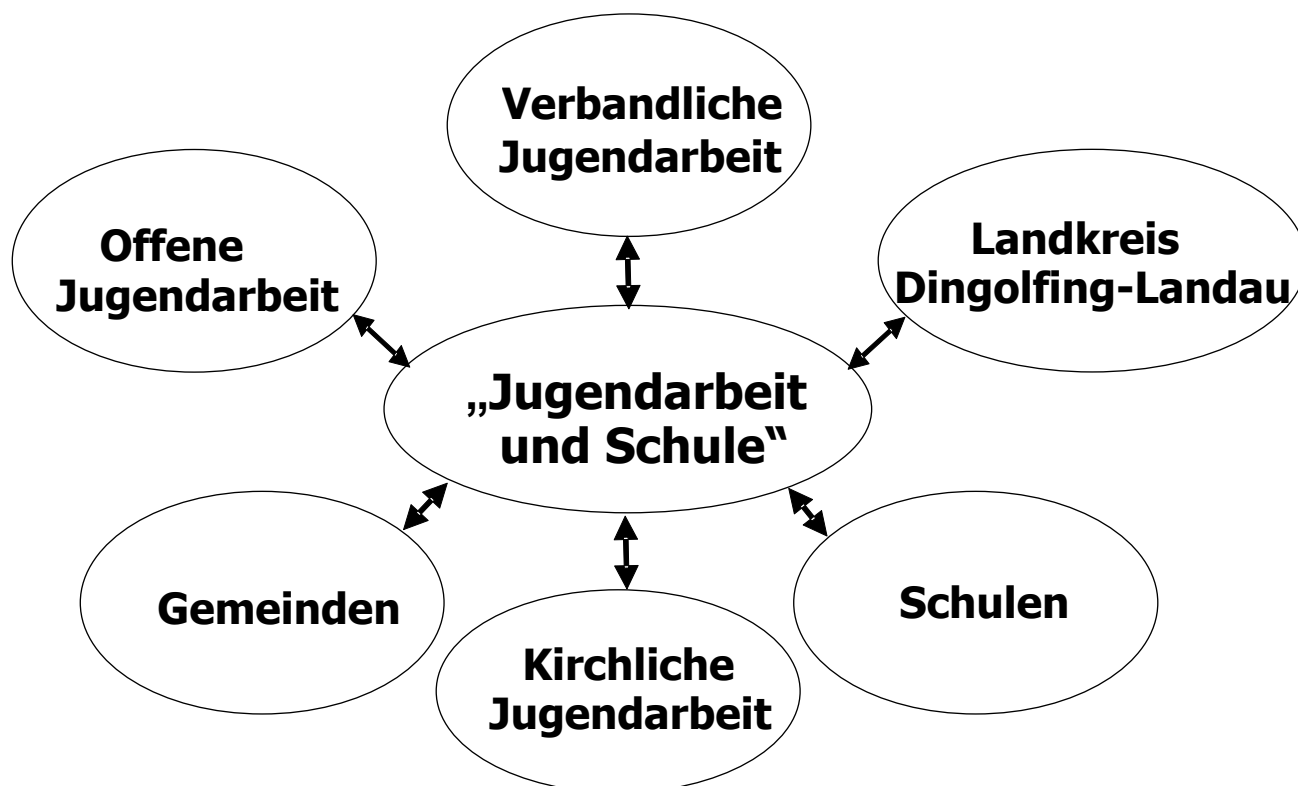 Verbandliche
Jugendarbeit
Offene
Jugendarbeit
Landkreis
Dingolfing-Landau
„Jugendarbeit
und Schule“
Gemeinden
Schulen
Kirchliche
Jugendarbeit